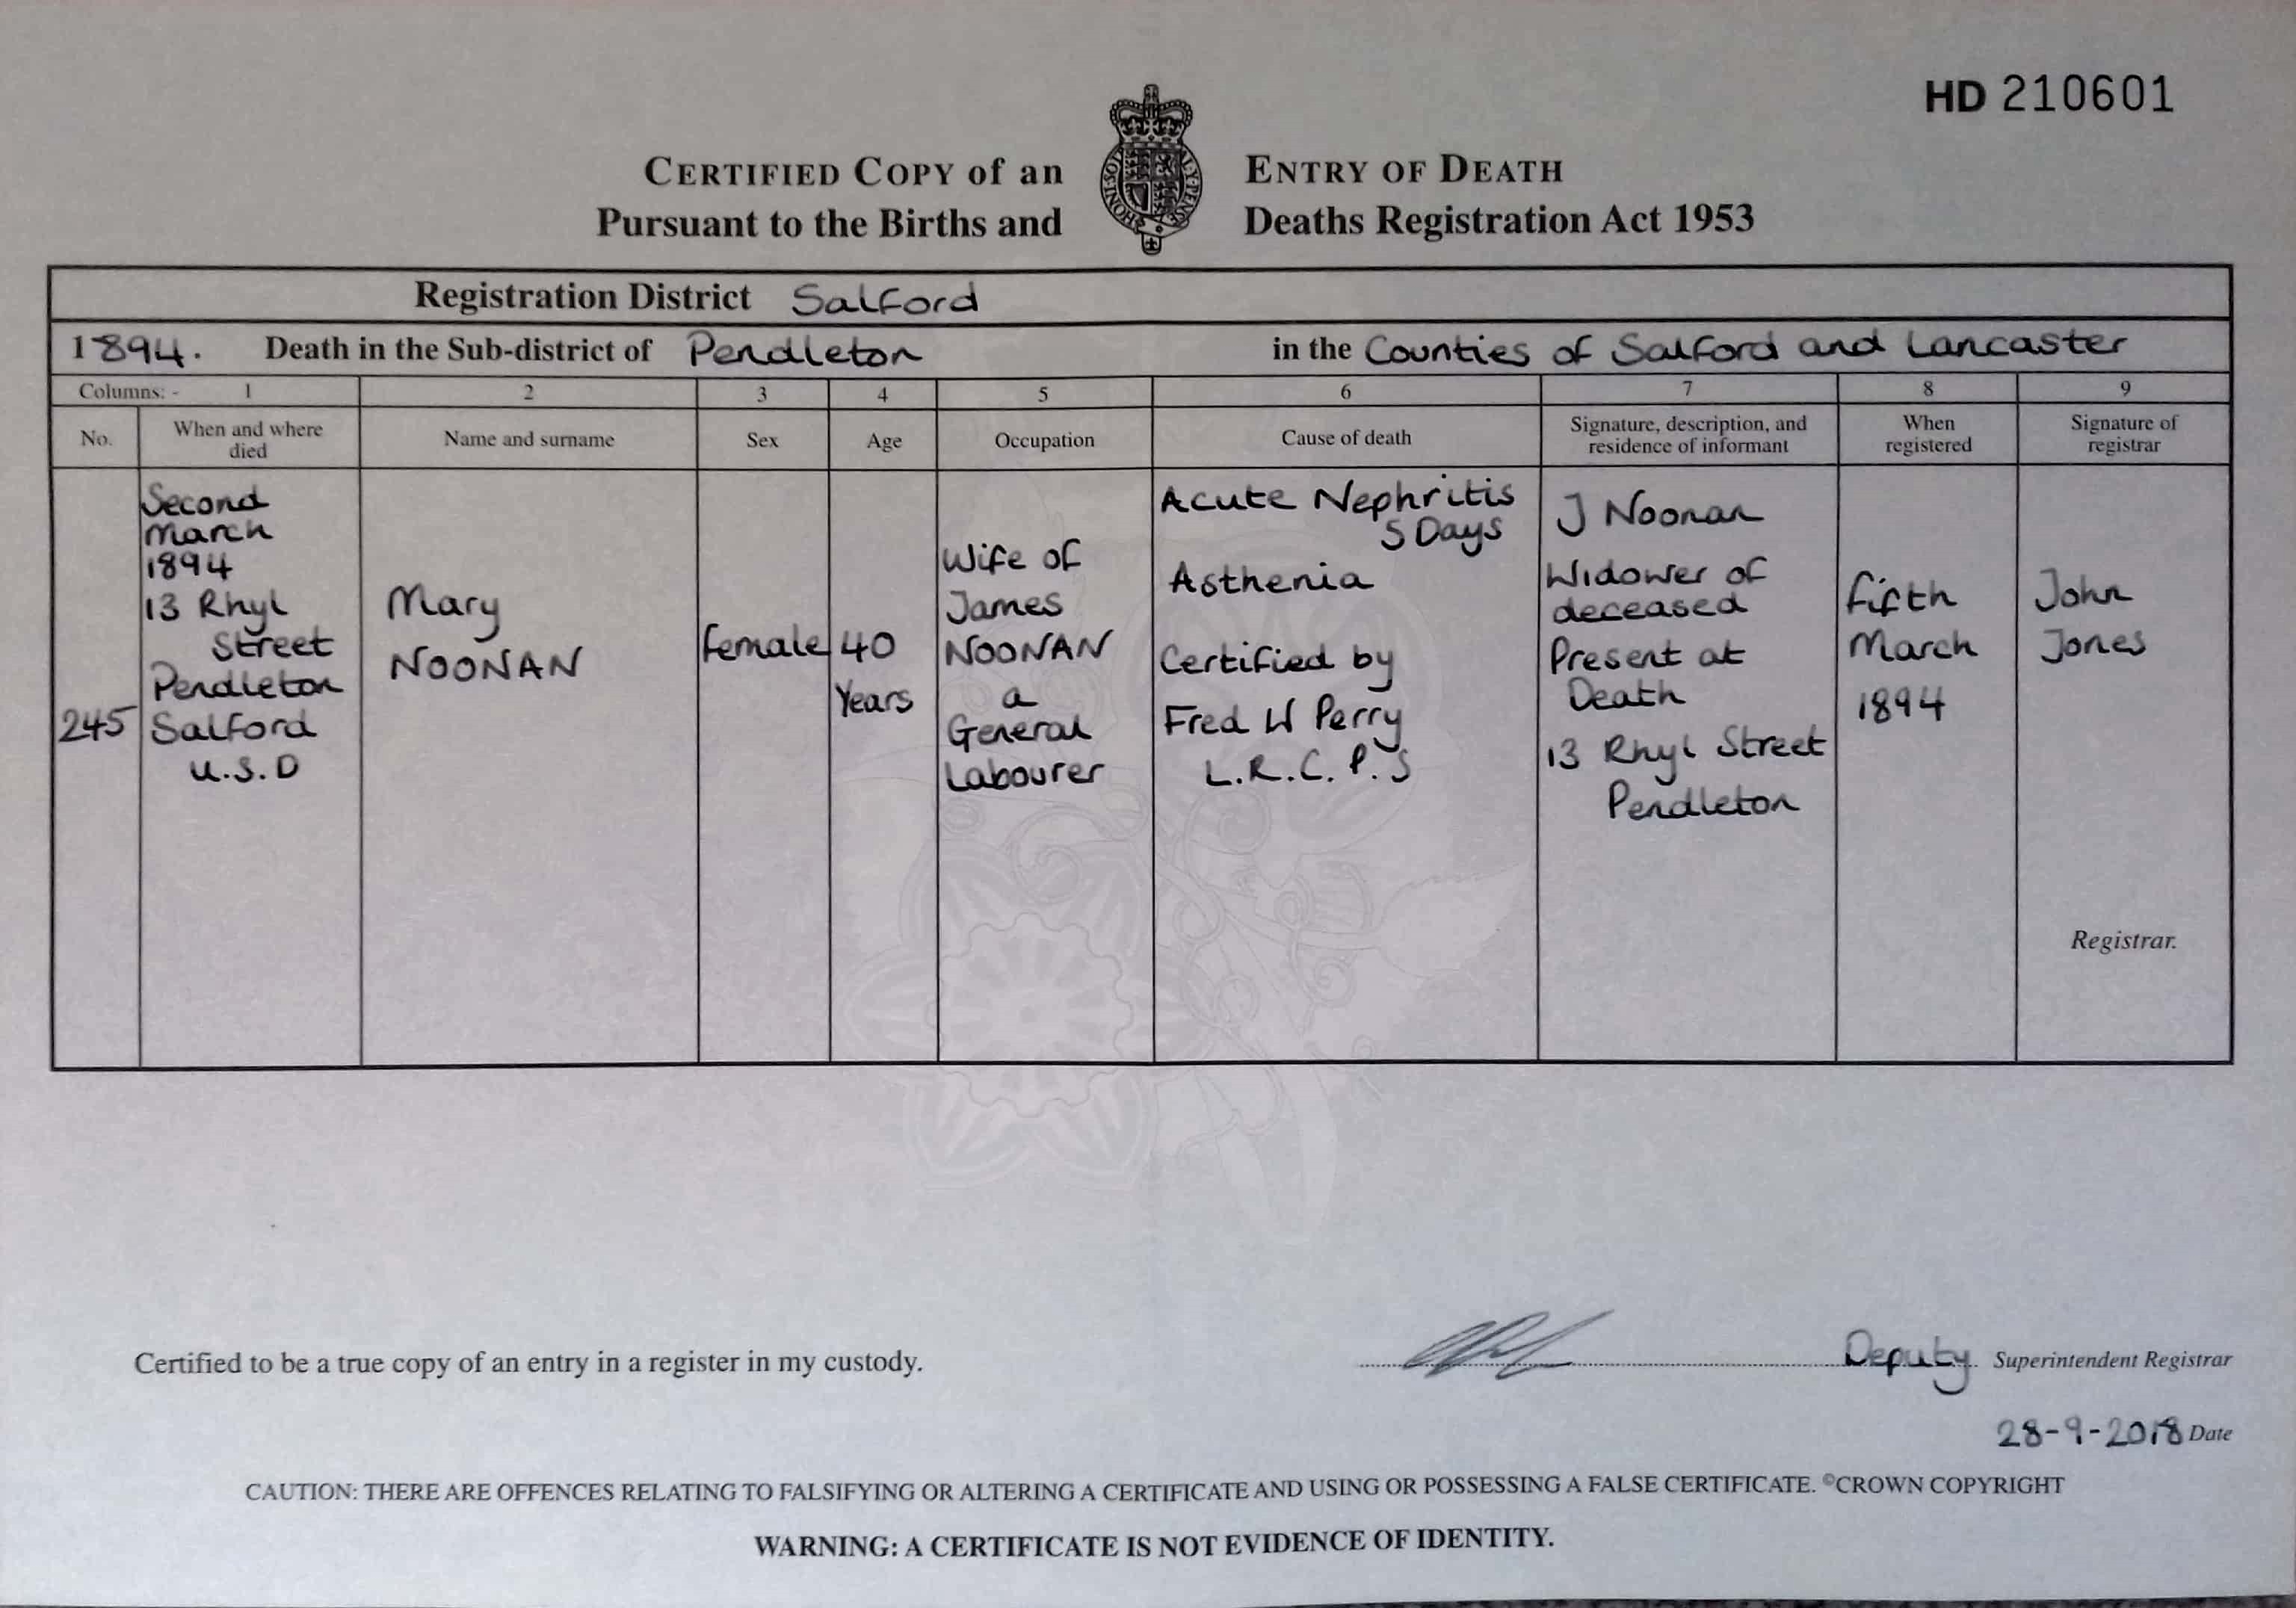 HD 210601
CERTIFIED COPY of an ENTRY OF DEATH
Pursuant to the Births and Deaths Registration Act 1953
Registration District Salford
1894. Death in the Sub-district of Pendleton in the Counties of Salford and Lancaster
Columns: - 1 2 3 4 5 6 7 8 9
No.
When and where
died
Name and surname
Sex
Age
Occupation
Cause of death
Signature, description, and
residence of informant
When
registered
Signature of
registrar
245
Second
March
1894
13 Rhyl
Street
Pendleton
Salford
U.S.D
Mary
NOONAN
Female
40
Years
Wife of
James
NOONAN
a
General
Labourer
Acute Nephritis
5 Days
Asthenia
Certified by
Fred W Perry
L.R.C.P.S
J Noonan
Widower of
deceased
Present at
Death
13 Rhyl Street
Pendleton
Fifth
March
1894
John
Jones
Registrar.
Certified to be a true copy of an entry in a register in my custody.
Deputy Superintendent Registrar
28-9-2018 Date
CAUTION: THERE ARE OFFENCES RELATING TO FALSIFYING OR ALTERING A CERTIFICATE AND USING OR POSSESSING A FALSE CERTIFICATE. ©CROWN COPYRIGHT
WARNING: A CERTIFICATE IS NOT EVIDENCE OF IDENTITY.